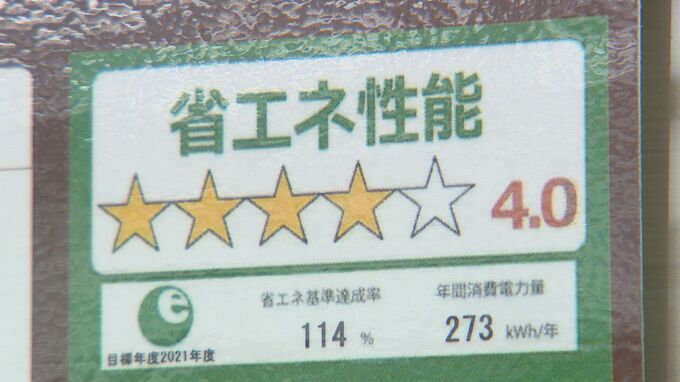 省エネ性能
4.0
e
省エネ基準達成率
年間消費電力量
114 %
273 kWh/年
目標年度2021年度